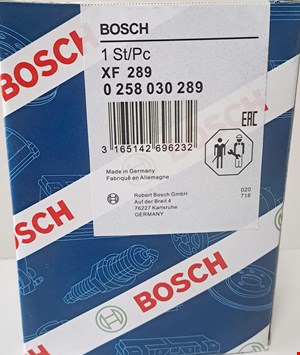 BOSCH
BOSCH
1 St/Pc
XF 289
0 258 030 289
3 165142 696232
EAC
Made in Germany
Fabriqué en Allemagne
Robert Bosch GmbH
Auf der Breit 4
76227 Karlsruhe
GERMANY
020
718
BOSCH
BOSCH